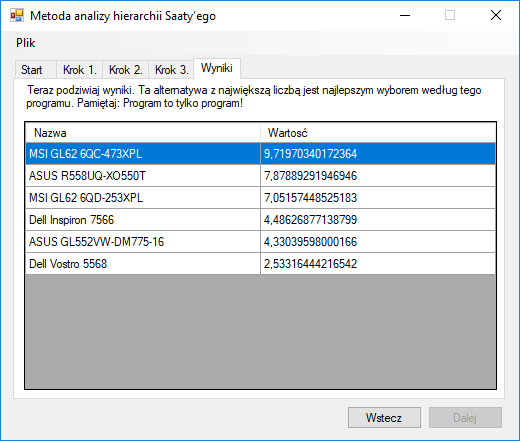 Metoda analizy hierarchii Saaty'ego
Plik
Start Krok 1. Krok 2. Krok 3. Wyniki
Teraz podziwiaj wyniki. Ta alternatywa z największą liczbą jest najlepszym wyborem według tego
programu. Pamiętaj: Program to tylko program!
Nazwa Wartosć
MSI GL62 6QC-473XPL 9,71970340172364
ASUS R558UQ-XO550T 7,87889291946946
MSI GL62 6QD-253XPL 7,05157448525183
Dell Inspiron 7566 4,48626877138799
ASUS GL552VW-DM775-16 4,33039598000166
Dell Vostro 5568 2,53316444216542
Wstecz Dalej